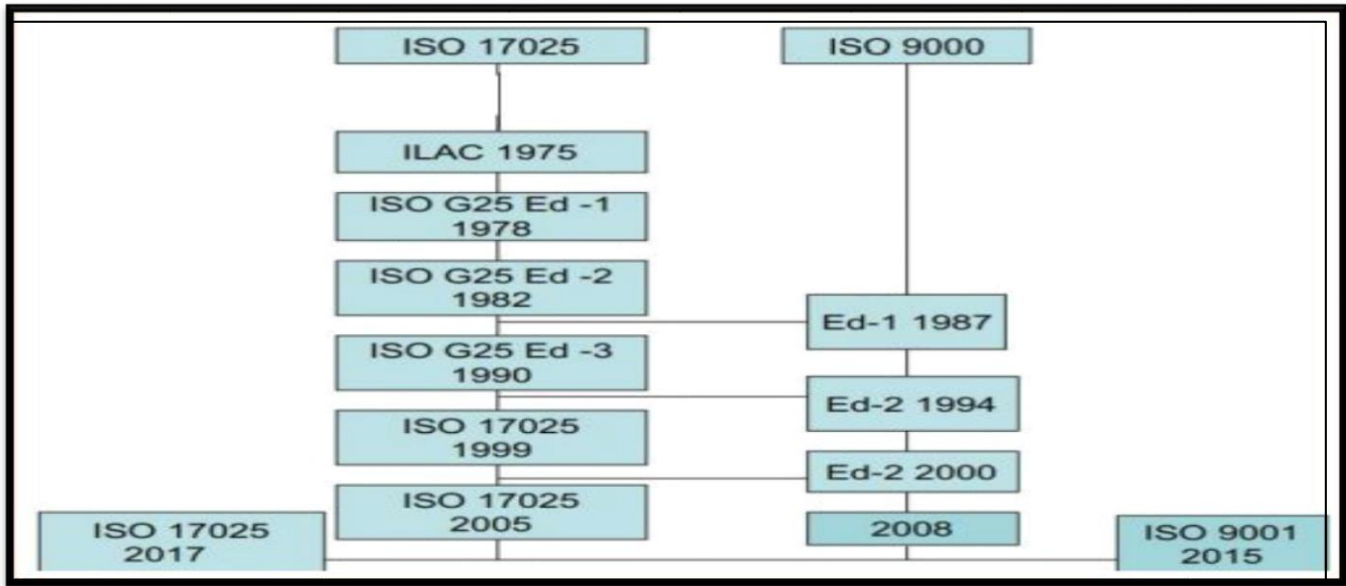 ISO 17025
ISO 9000
ILAC 1975
ISO G25 Ed -1
1978
ISO G25 Ed -2
1982
Ed-1 1987
ISO G25 Ed -3
1990
Ed-2 1994
ISO 17025
1999
Ed-2 2000
ISO 17025
2005
2008
ISO 17025
2017
ISO 9001
2015